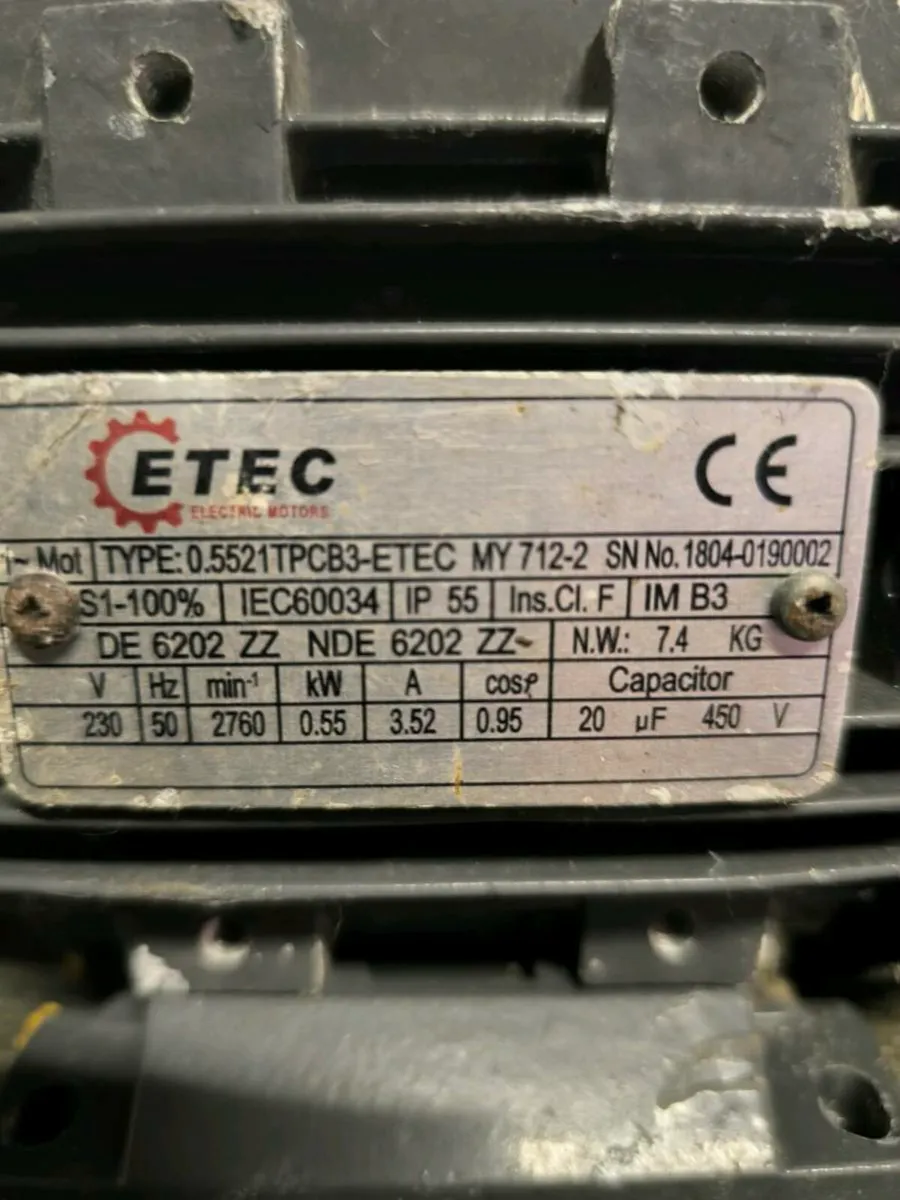 ETEC
ELECTRIC MOTORS
CE
~ Mot TYPE: 0.5521TPCB3-ETEC MY 712-2 SN No. 1804-0190002
S1-100% IEC60034 IP 55 Ins.Cl. F IM B3
DE 6202 ZZ NDE 6202 ZZ N.W.: 7.4 KG
V Hz min-¹ kW A cosφ Capacitor
230 50 2760 0.55 3.52 0.95 20 µF 450 V